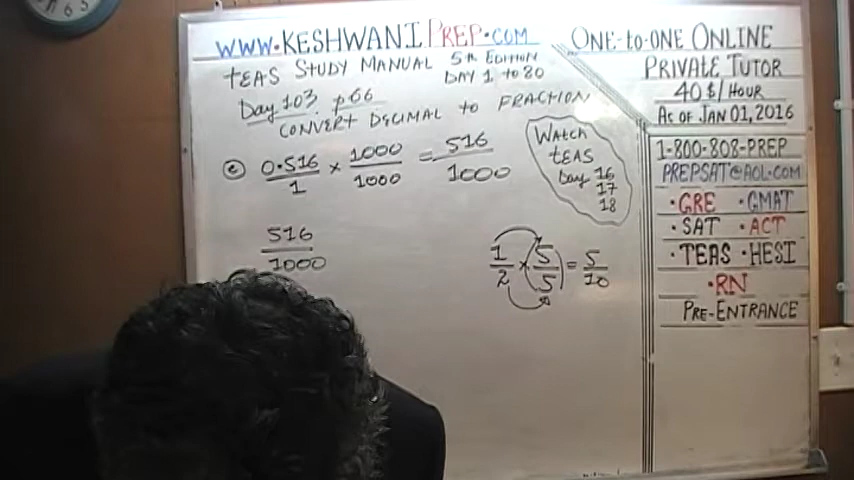 WWW.KESHWANIPREP.COM
TEAS STUDY MANUAL 5th EDITION
DAY 1 to 80
Day 103. p66
CONVERT DECIMAL to FRACTION
e 0.516/1 × 1000/1000 = 516/1000
516/1000
Watch
tEAS
Day 16
17
18
1/2 × (5/5) = 5/10
ONE-to-ONE ONLINE
PRIVATE TUTOR
40$/HOUR
AS OF JAN 01,2016
1-800-808-PREP
PREPSAT@AOL.COM
•GRE •GMAT
•SAT •ACT
•TEAS •HESI
•RN
PRE-ENTRANCE